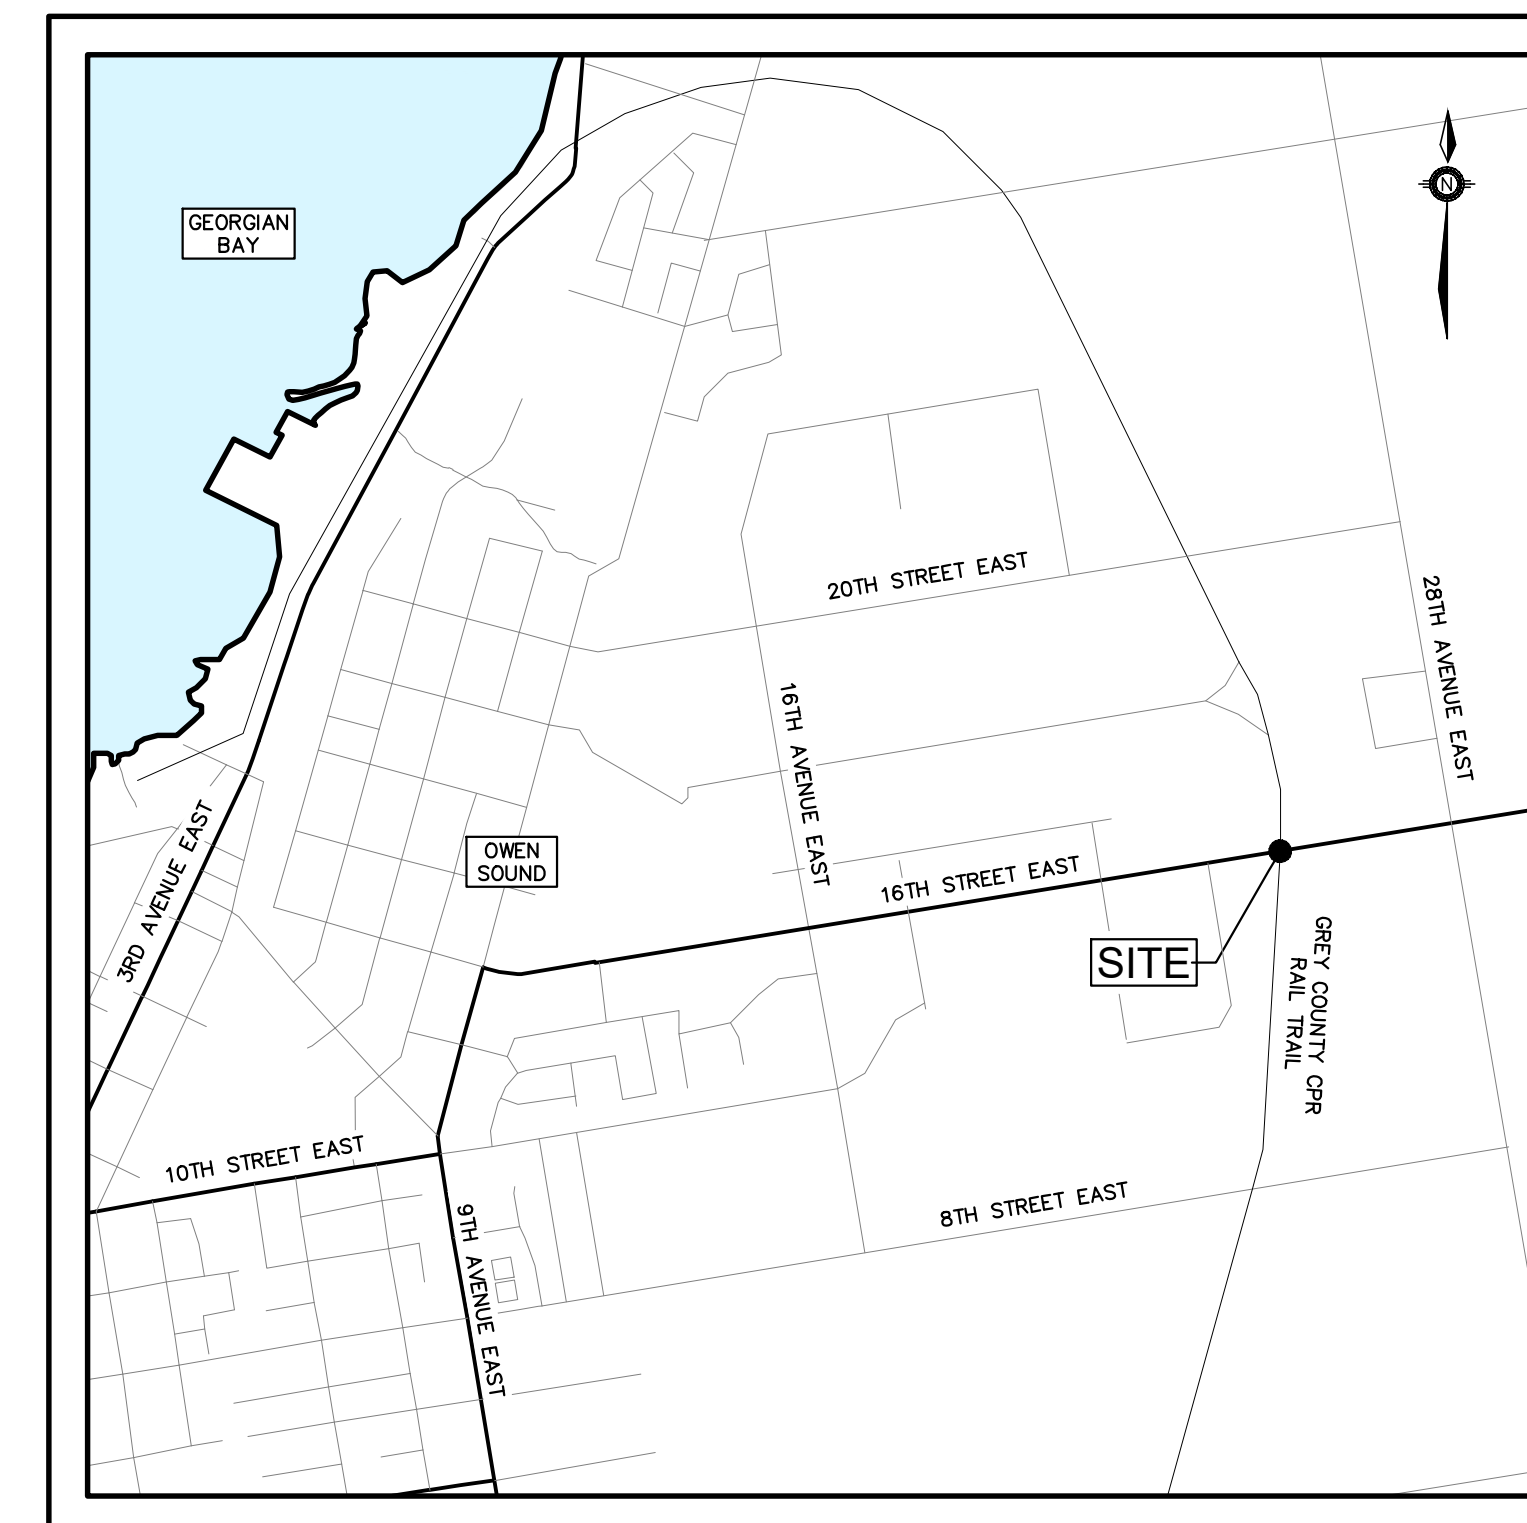 GEORGIAN
BAY
N
20TH STREET EAST
28TH AVENUE EAST
16TH AVENUE EAST
3RD AVENUE EAST
OWEN
SOUND
16TH STREET EAST
SITE
GREY COUNTY CPR
RAIL TRAIL
10TH STREET EAST
8TH STREET EAST
9TH AVENUE EAST